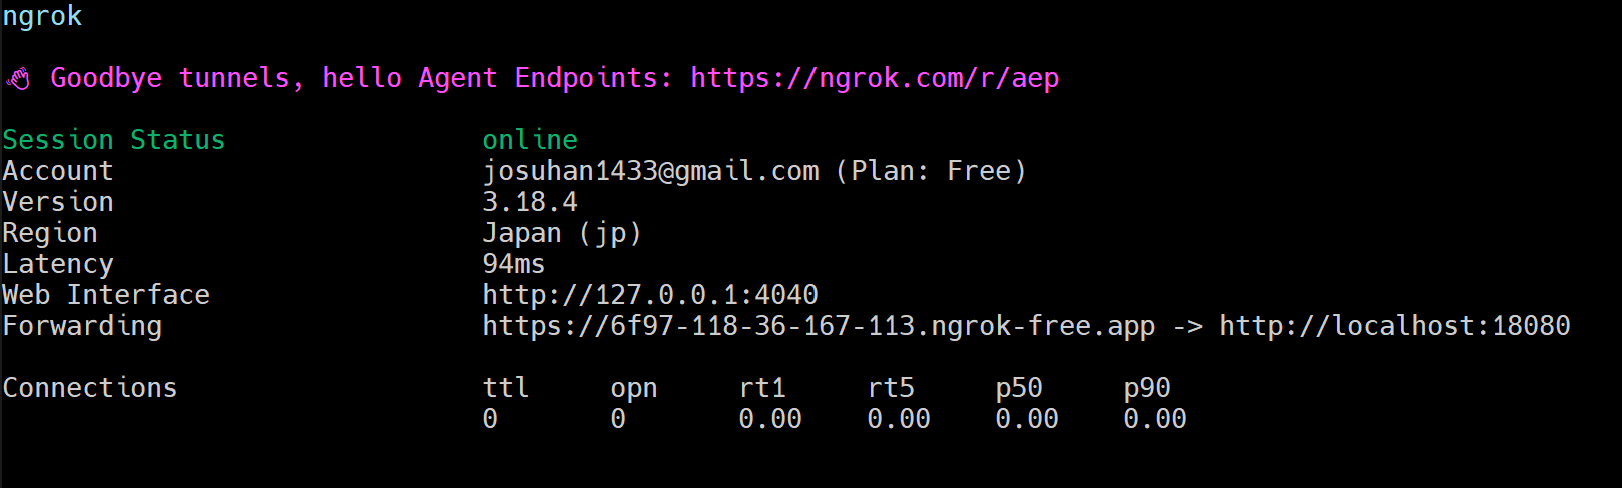 ngrok
👋 Goodbye tunnels, hello Agent Endpoints: https://ngrok.com/r/aep
Session Status online
Account josuhan1433@gmail.com (Plan: Free)
Version 3.18.4
Region Japan (jp)
Latency 94ms
Web Interface http://127.0.0.1:4040
Forwarding https://6f97-118-36-167-113.ngrok-free.app -> http://localhost:18080
Connections ttl opn rt1 rt5 p50 p90
0 0 0.00 0.00 0.00 0.00